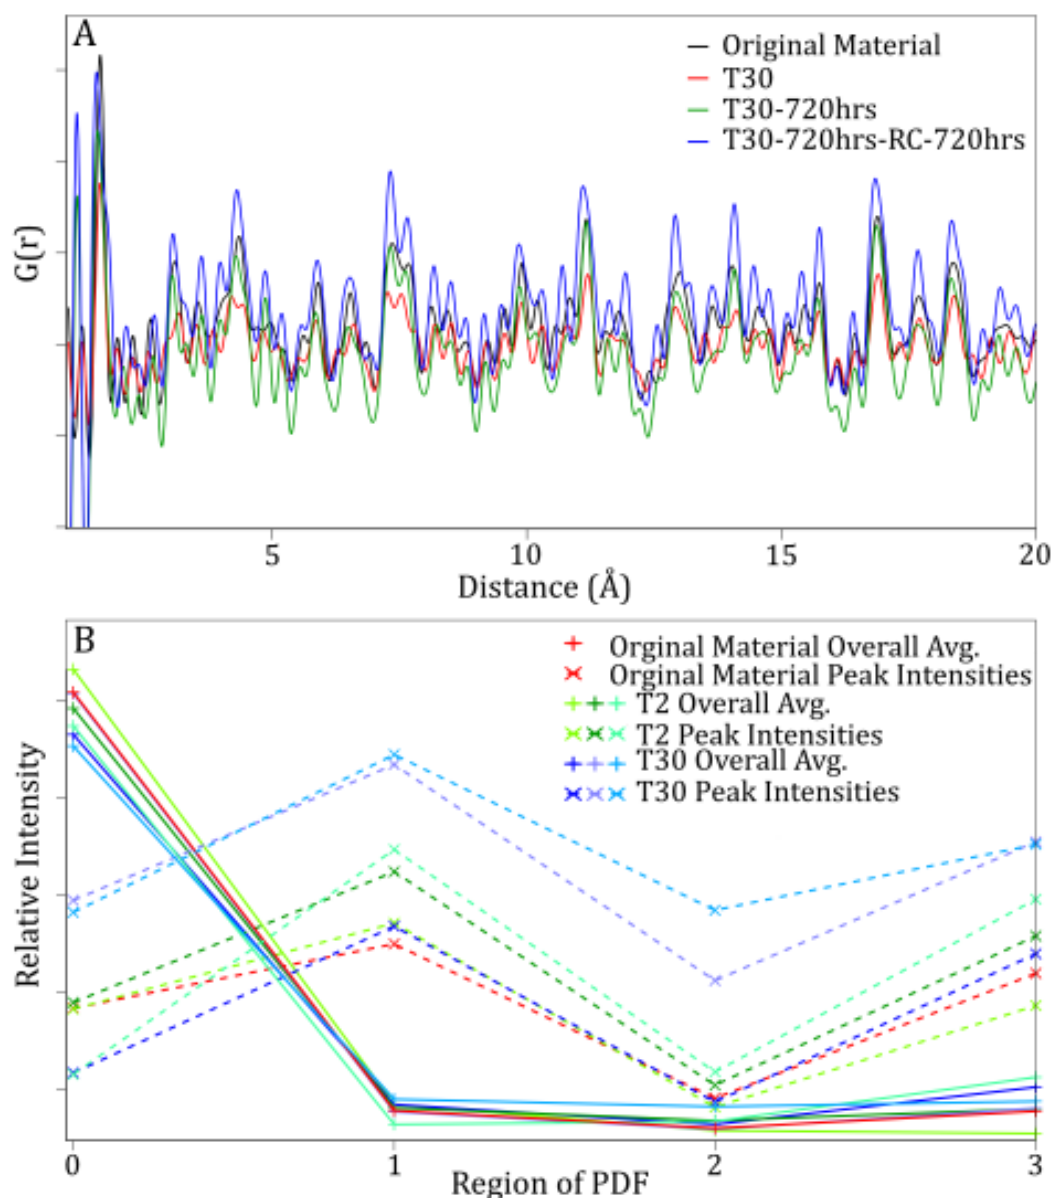 A
Original Material
T30
T30-720hrs
T30-720hrs-RC-720hrs
G(r)
5 10 15 20
Distance (Å)
B
Orginal Material Overall Avg.
Orginal Material Peak Intensities
T2 Overall Avg.
T2 Peak Intensities
T30 Overall Avg.
T30 Peak Intensities
Relative Intensity
0 1 2 3
Region of PDF